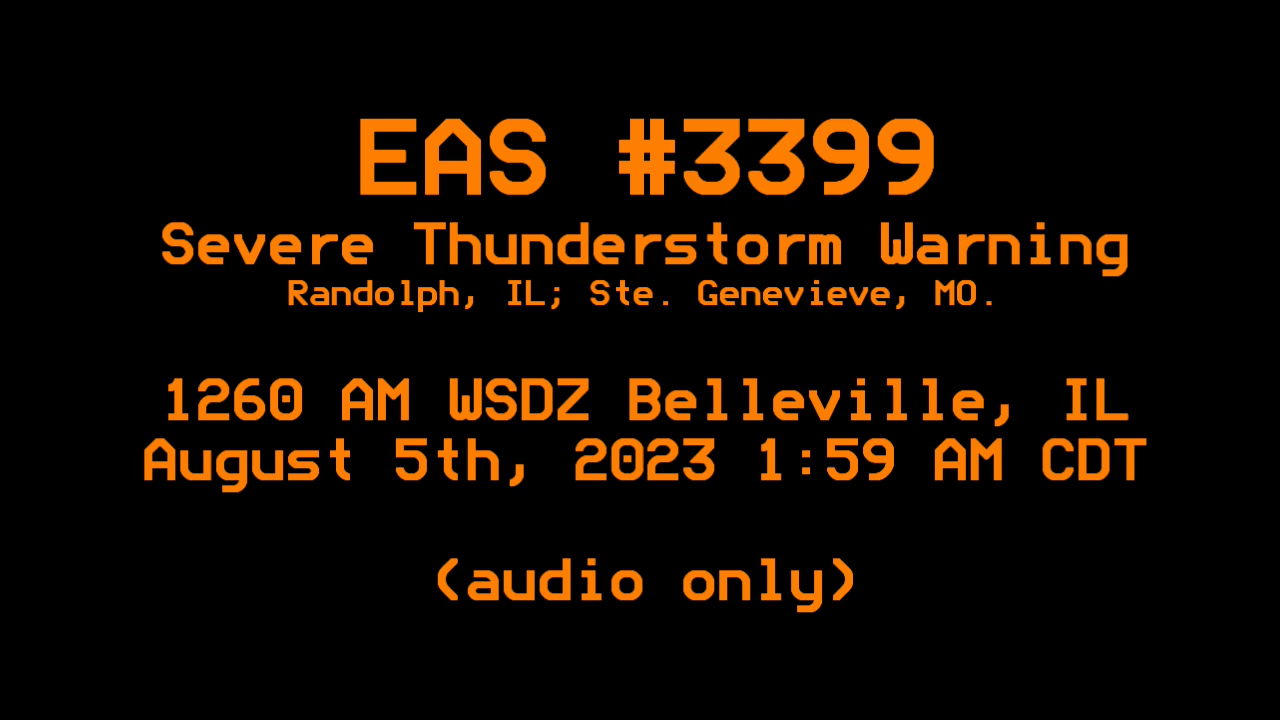 EAS #3399
Severe Thunderstorm Warning
Randolph, IL; Ste. Genevieve, MO.
1260 AM WSDZ Belleville, IL
August 5th, 2023 1:59 AM CDT
(audio only)